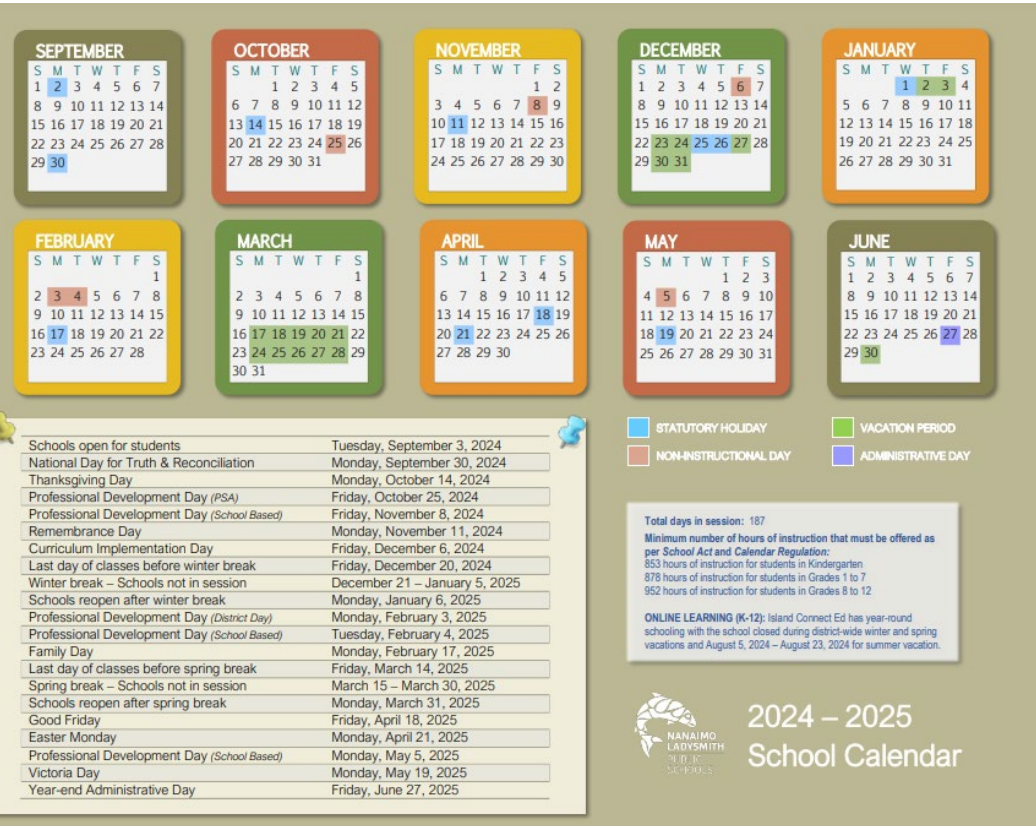 SEPTEMBER
S M T W T F S
1 2 3 4 5 6 7
8 9 10 11 12 13 14
15 16 17 18 19 20 21
22 23 24 25 26 27 28
29 30
OCTOBER
S M T W T F S
1 2 3 4 5
6 7 8 9 10 11 12
13 14 15 16 17 18 19
20 21 22 23 24 25 26
27 28 29 30 31
NOVEMBER
S M T W T F S
1 2
3 4 5 6 7 8 9
10 11 12 13 14 15 16
17 18 19 20 21 22 23
24 25 26 27 28 29 30
DECEMBER
S M T W T F S
1 2 3 4 5 6 7
8 9 10 11 12 13 14
15 16 17 18 19 20 21
22 23 24 25 26 27 28
29 30 31
JANUARY
S M T W T F S
1 2 3 4
5 6 7 8 9 10 11
12 13 14 15 16 17 18
19 20 21 22 23 24 25
26 27 28 29 30 31
FEBRUARY
S M T W T F S
1
2 3 4 5 6 7 8
9 10 11 12 13 14 15
16 17 18 19 20 21 22
23 24 25 26 27 28
MARCH
S M T W T F S
1
2 3 4 5 6 7 8
9 10 11 12 13 14 15
16 17 18 19 20 21 22
23 24 25 26 27 28 29
30 31
APRIL
S M T W T F S
1 2 3 4 5
6 7 8 9 10 11 12
13 14 15 16 17 18 19
20 21 22 23 24 25 26
27 28 29 30
MAY
S M T W T F S
1 2 3
4 5 6 7 8 9 10
11 12 13 14 15 16 17
18 19 20 21 22 23 24
25 26 27 28 29 30 31
JUNE
S M T W T F S
1 2 3 4 5 6 7
8 9 10 11 12 13 14
15 16 17 18 19 20 21
22 23 24 25 26 27 28
29 30
Schools open for students Tuesday, September 3, 2024
National Day for Truth & Reconciliation Monday, September 30, 2024
Thanksgiving Day Monday, October 14, 2024
Professional Development Day (PSA) Friday, October 25, 2024
Professional Development Day (School Based) Friday, November 8, 2024
Remembrance Day Monday, November 11, 2024
Curriculum Implementation Day Friday, December 6, 2024
Last day of classes before winter break Friday, December 20, 2024
Winter break – Schools not in session December 21 – January 5, 2025
Schools reopen after winter break Monday, January 6, 2025
Professional Development Day (District Day) Monday, February 3, 2025
Professional Development Day (School Based) Tuesday, February 4, 2025
Family Day Monday, February 17, 2025
Last day of classes before spring break Friday, March 14, 2025
Spring break – Schools not in session March 15 – March 30, 2025
Schools reopen after spring break Monday, March 31, 2025
Good Friday Friday, April 18, 2025
Easter Monday Monday, April 21, 2025
Professional Development Day (School Based) Monday, May 5, 2025
Victoria Day Monday, May 19, 2025
Year-end Administrative Day Friday, June 27, 2025
STATUTORY HOLIDAY
VACATION PERIOD
NON-INSTRUCTIONAL DAY
ADMINISTRATIVE DAY
Total days in session: 187
Minimum number of hours of instruction that must be offered as
per School Act and Calendar Regulation:
853 hours of instruction for students in Kindergarten
878 hours of instruction for students in Grades 1 to 7
952 hours of instruction for students in Grades 8 to 12
ONLINE LEARNING (K-12): Island Connect Ed has year-round
schooling with the school closed during district-wide winter and spring
vacations and August 5, 2024 – August 23, 2024 for summer vacation.
NANAIMO
LADYSMITH
PUBLIC
SCHOOLS
2024 – 2025
School Calendar